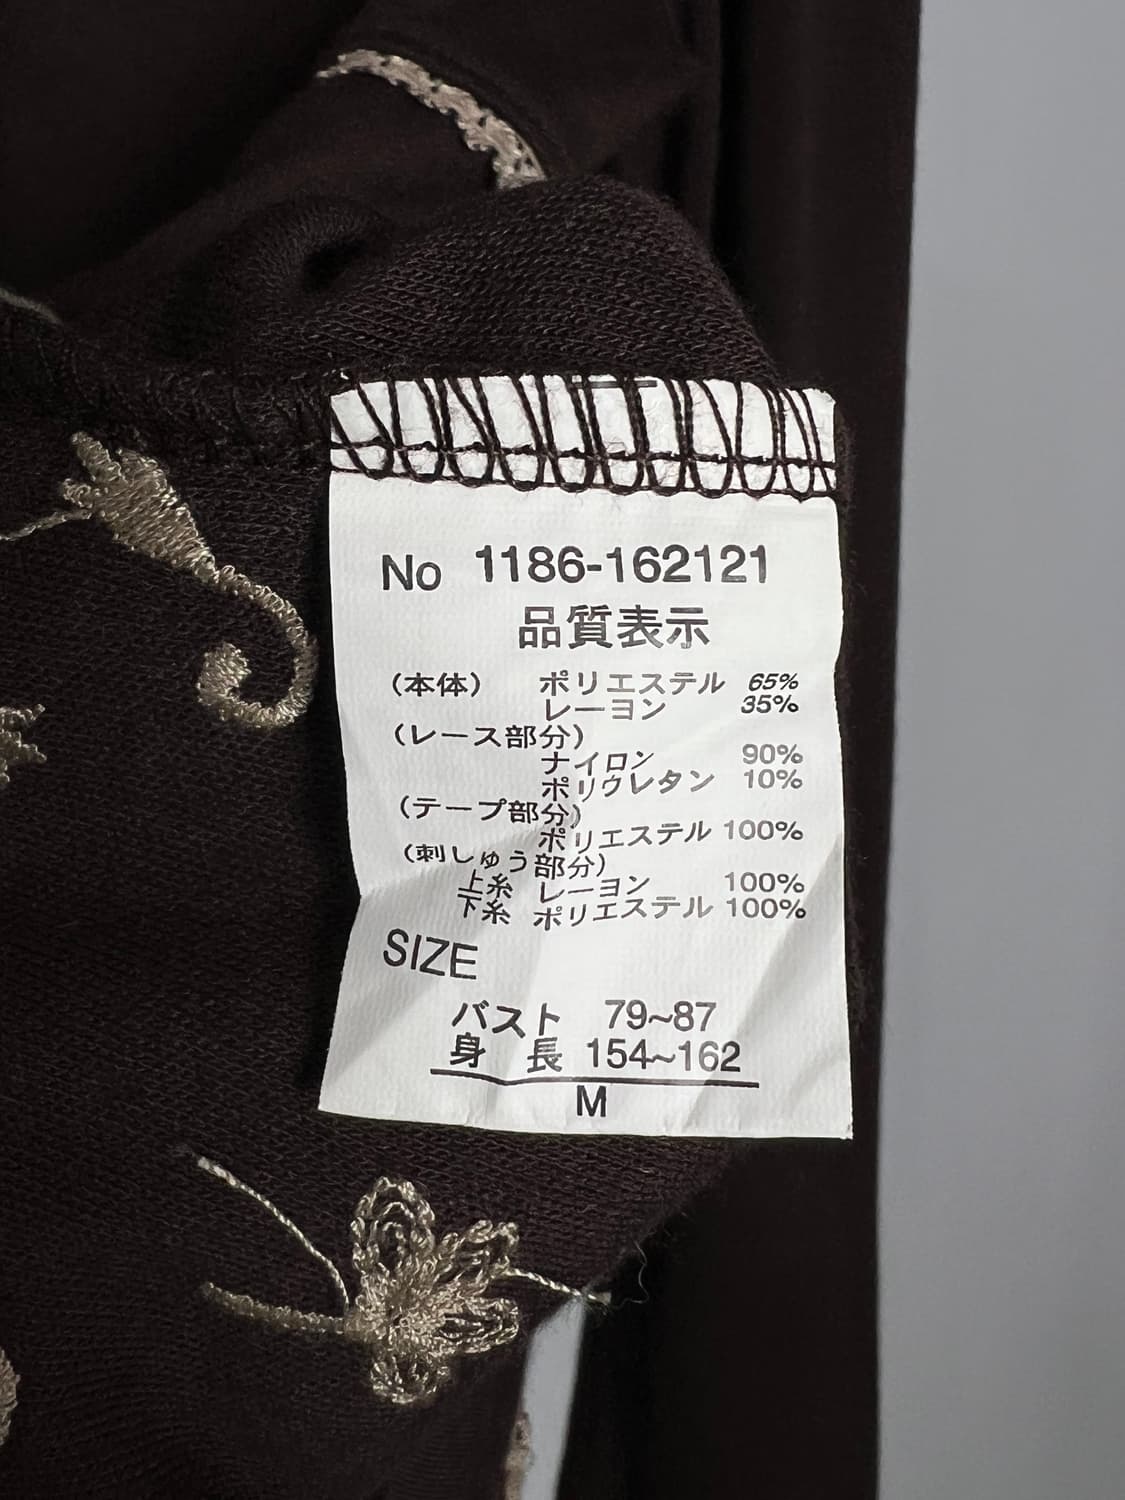 No 1186-162121
品質表示
(本体) ポリエステル 65%
レーヨン 35%
(レース部分)
ナイロン 90%
ポリウレタン 10%
(テープ部分)
ポリエステル 100%
(刺しゅう部分)
上糸 レーヨン 100%
下糸 ポリエステル 100%
SIZE
バスト 79~87
身長 154~162
M